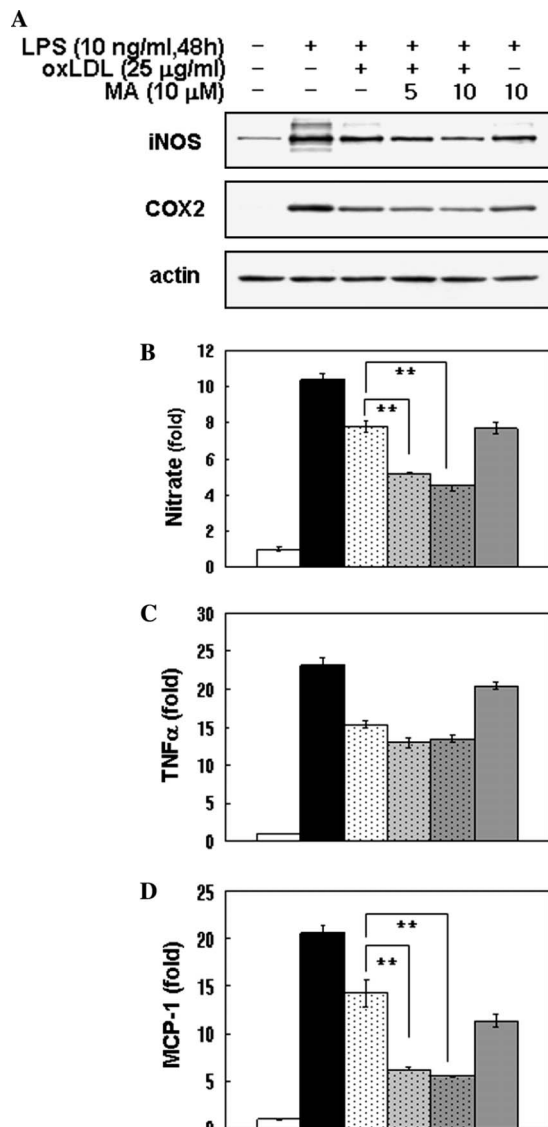 A
LPS (10 ng/ml,48h) – + + + + +
oxLDL (25 μg/ml) – – + + + –
MA (10 μM) – – – 5 10 10
iNOS
COX2
actin
B
Nitrate (fold)
12
10
8
6
4
2
0
**
**
C
TNFα (fold)
30
25
20
15
10
5
0
D
MCP-1 (fold)
25
20
15
10
5
0
**
**